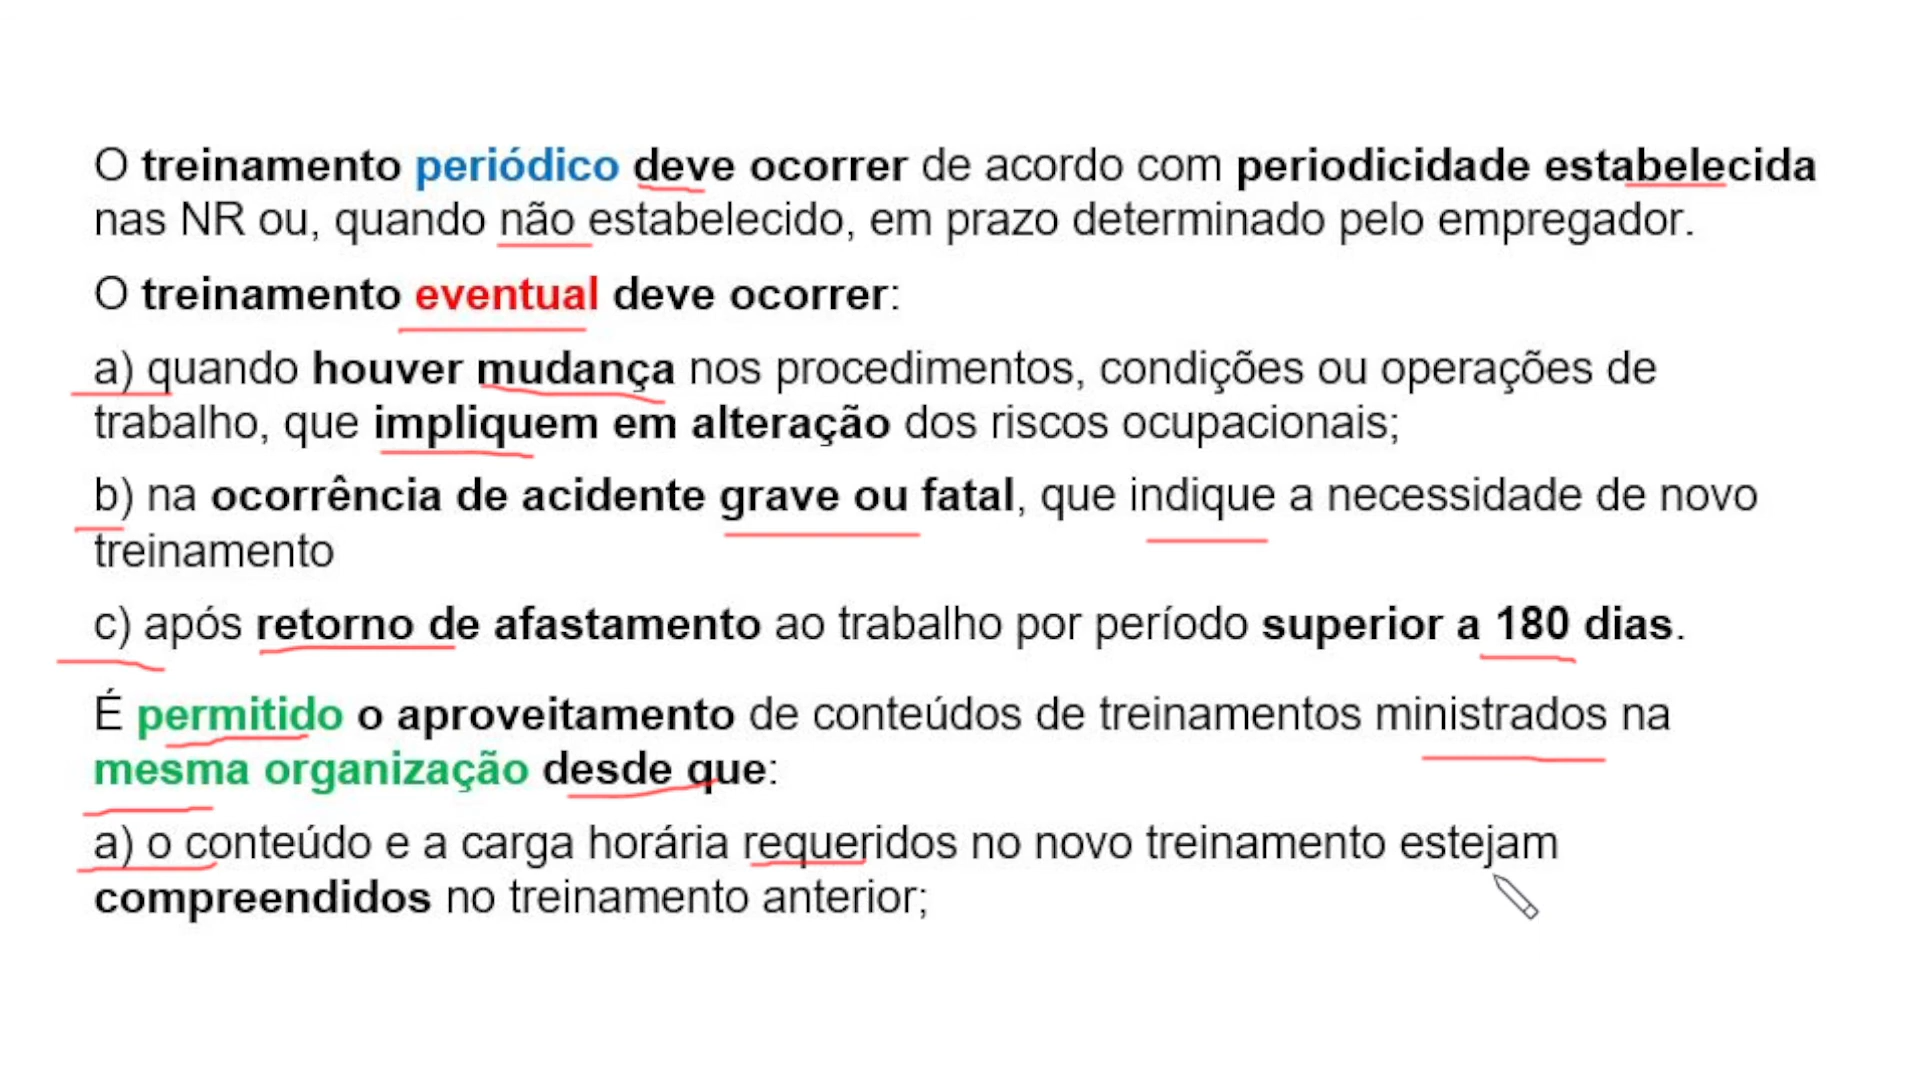 O treinamento periódico deve ocorrer de acordo com periodicidade estabelecida
nas NR ou, quando não estabelecido, em prazo determinado pelo empregador.
O treinamento eventual deve ocorrer:
a) quando houver mudança nos procedimentos, condições ou operações de
trabalho, que impliquem em alteração dos riscos ocupacionais;
b) na ocorrência de acidente grave ou fatal, que indique a necessidade de novo
treinamento
c) após retorno de afastamento ao trabalho por período superior a 180 dias.
É permitido o aproveitamento de conteúdos de treinamentos ministrados na
mesma organização desde que:
a) o conteúdo e a carga horária requeridos no novo treinamento estejam
compreendidos no treinamento anterior;